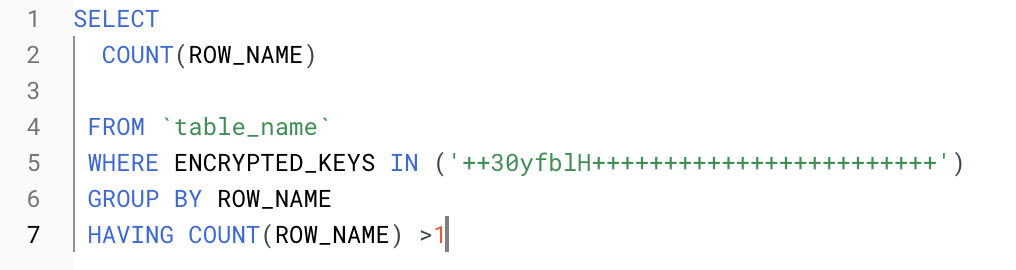 1 SELECT
2 COUNT(ROW_NAME)
3
4 FROM `table_name`
5 WHERE ENCRYPTED_KEYS IN ('++30yfblH++++++++++++++++++++++++')
6 GROUP BY ROW_NAME
7 HAVING COUNT(ROW_NAME) >1